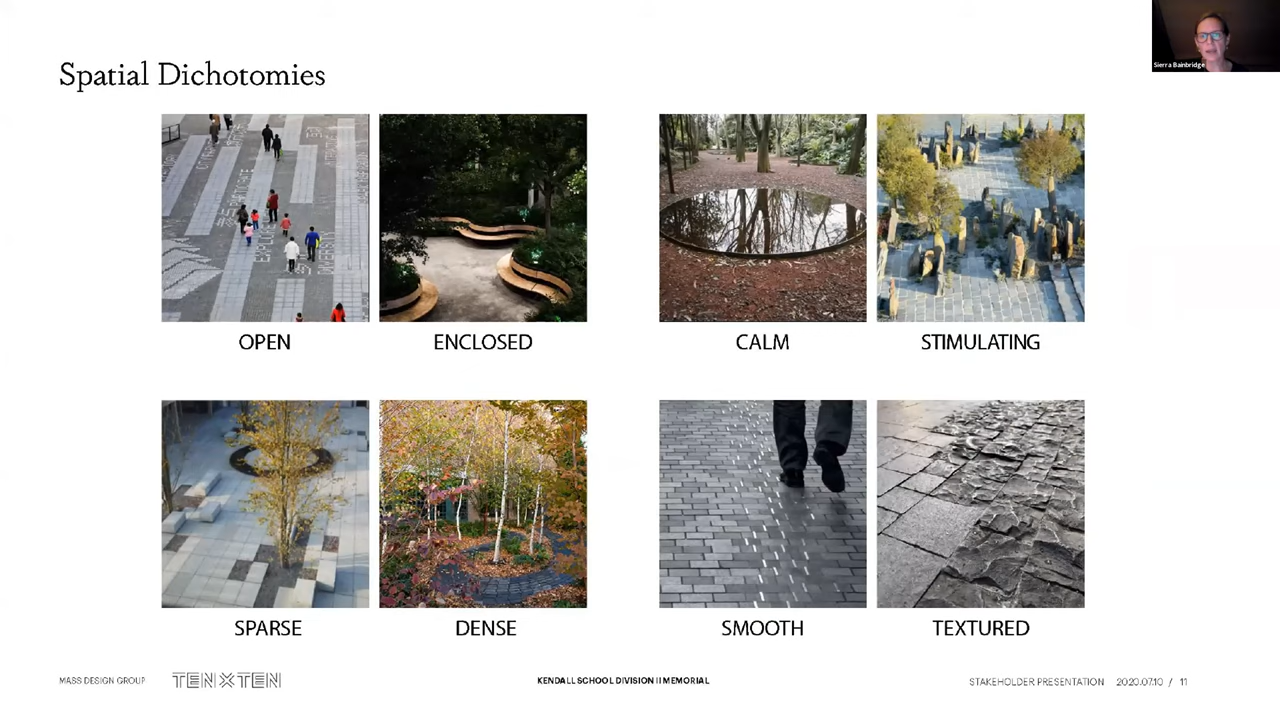 Sierra Bainbridge
Spatial Dichotomies
OPEN
ENCLOSED
CALM
STIMULATING
SPARSE
DENSE
SMOOTH
TEXTURED
MASS DESIGN GROUP
TEN X TEN
KENDALL SCHOOL DIVISION II MEMORIAL
STAKEHOLDER PRESENTATION 2020.07.10 / 11